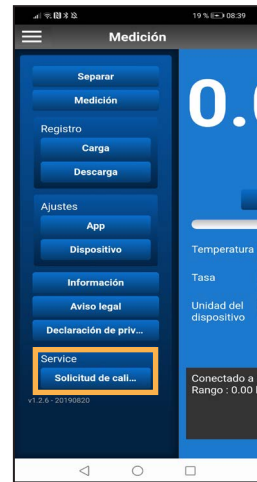 19 % 08:39
Medición
Separar
Medición
Registro
Carga
Descarga
Ajustes
App
Dispositivo
Información
Aviso legal
Declaración de priv...
Service
Solicitud de cali...
v1.2.6 - 20190820
0.
Temperatura
Tasa
Unidad del
dispositivo
Conectado a
Rango : 0.00